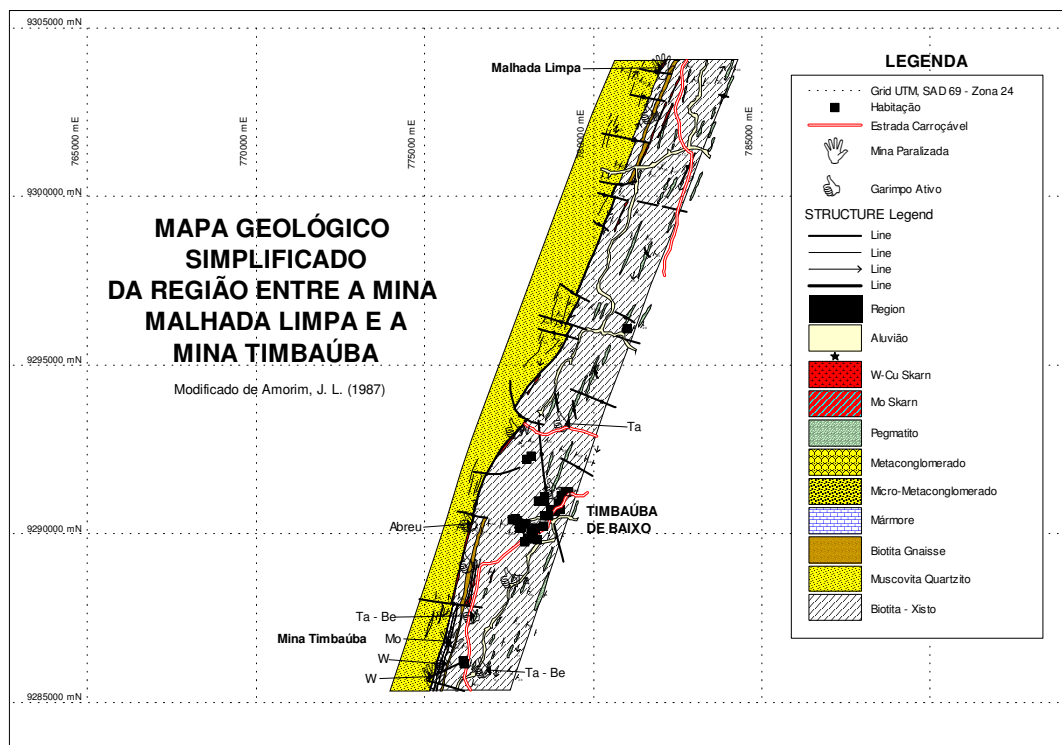 9305000 mN
9300000 mN
9295000 mN
9290000 mN
9285000 mN
765000 mE
770000 mE
775000 mE
780000 mE
785000 mE
MAPA GEOLÓGICO
SIMPLIFICADO
DA REGIÃO ENTRE A MINA
MALHADA LIMPA E A
MINA TIMBAÚBA
Modificado de Amorim, J. L. (1987)
Malhada Limpa
Ta
TIMBAÚBA
DE BAIXO
Abreu
Ta - Be
Mina Timbaúba
Mo
W
W
Ta - Be
LEGENDA
Grid UTM, SAD 69 - Zona 24
Habitação
Estrada Carroçável
Mina Paralizada
Garimpo Ativo
STRUCTURE Legend
Line
Line
Line
Line
Region
Aluvião
W-Cu Skarn
Mo Skarn
Pegmatito
Metaconglomerado
Micro-Metaconglomerado
Mármore
Biotita Gnaisse
Muscovita Quartzito
Biotita - Xisto